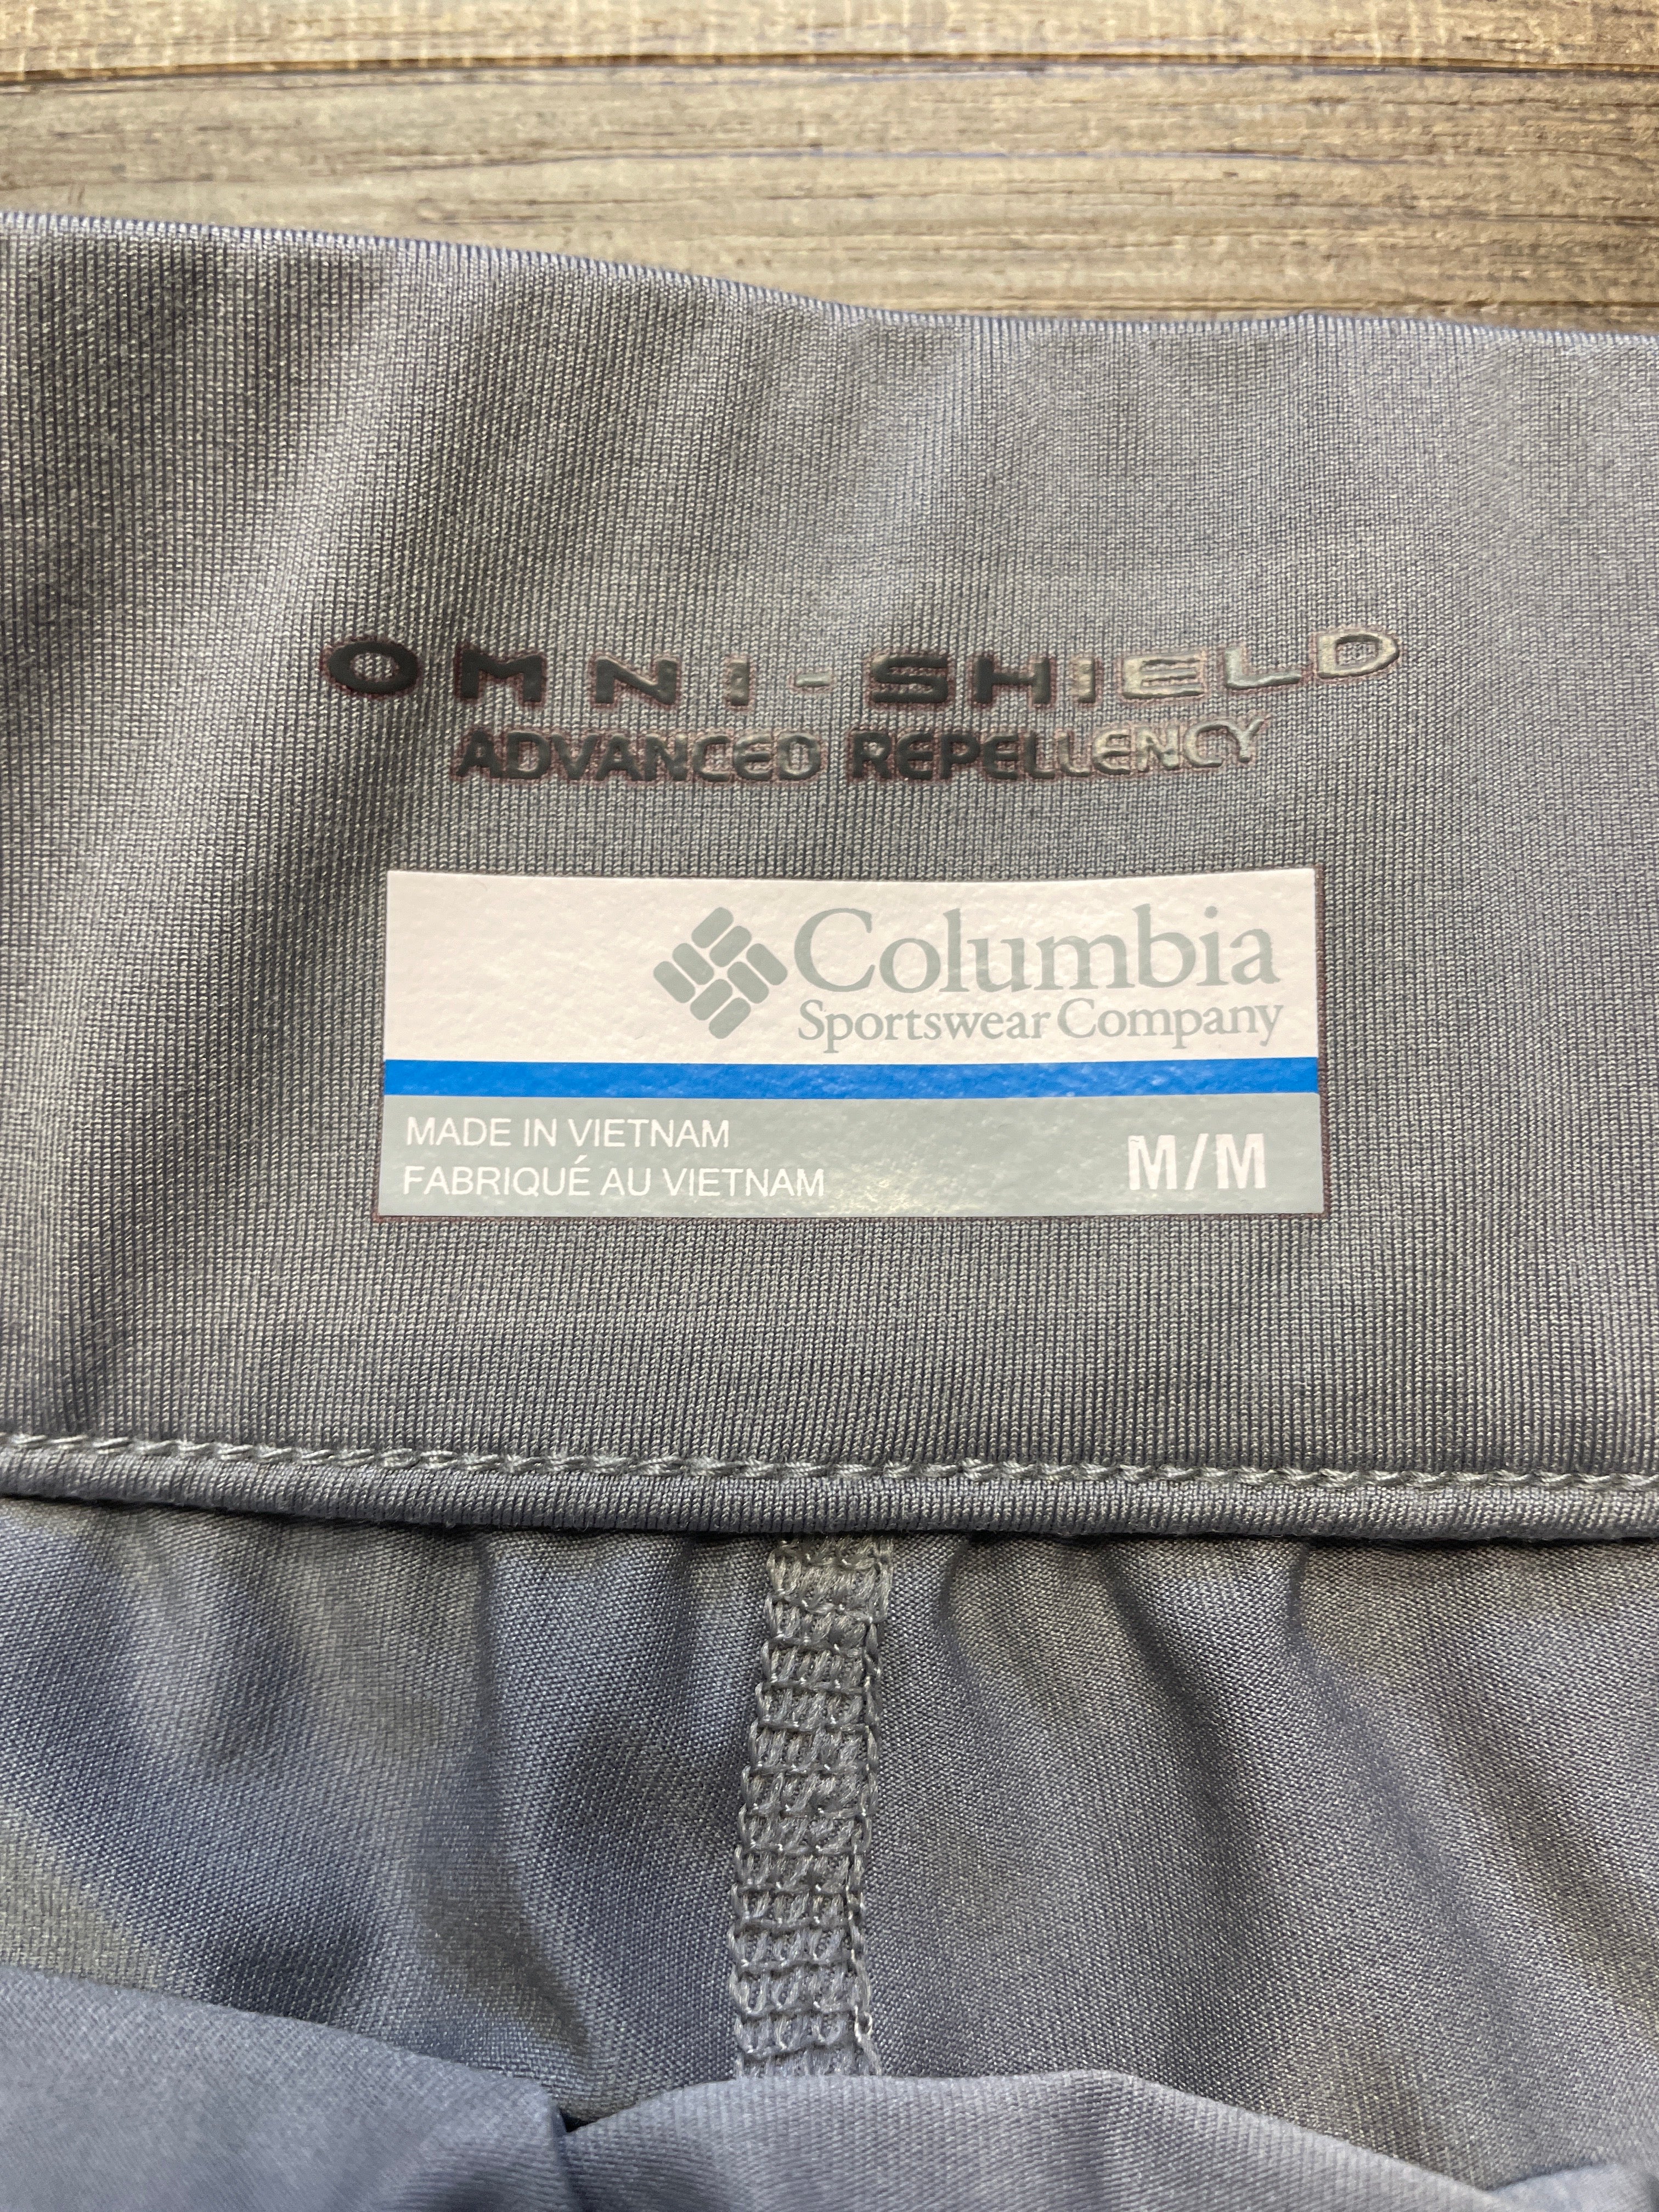 OMNI-SHIELD
ADVANCED REPELLENCY
Columbia
Sportswear Company
MADE IN VIETNAM
FABRIQUÉ AU VIETNAM
M/M